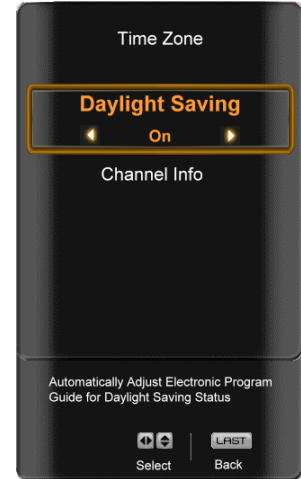 Time Zone
Daylight Saving
On
Channel Info
Automatically Adjust Electronic Program
Guide for Daylight Saving Status
LAST
Select Back